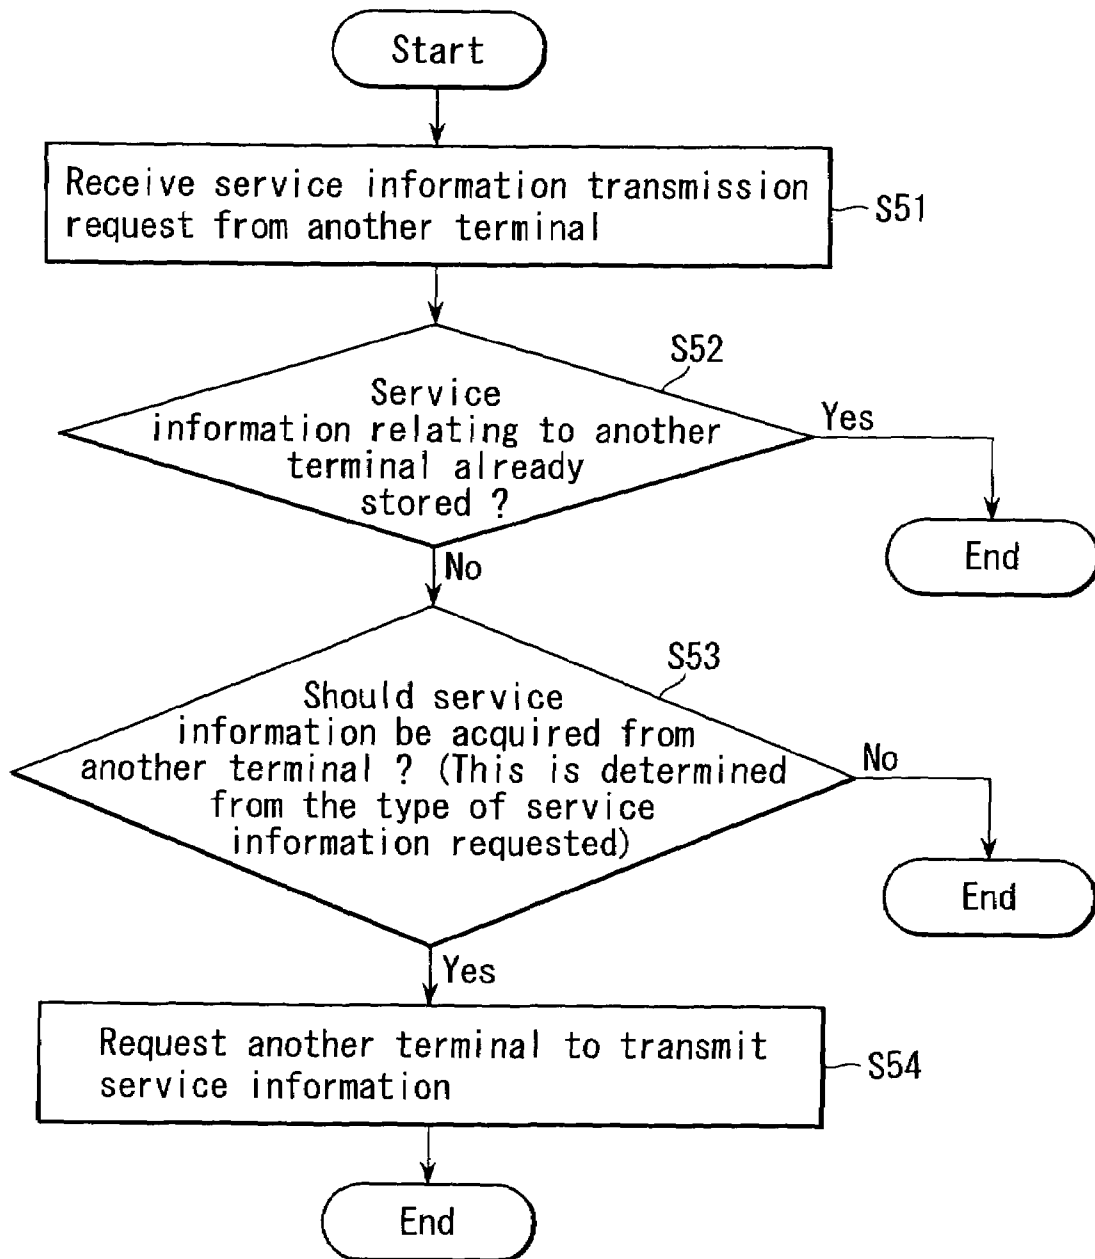 Start
Receive service information transmission
request from another terminal
S51
S52
Service
information relating to another
terminal already
stored ?
Yes
End
No
S53
Should service
information be acquired from
another terminal ? (This is determined
from the type of service
information requested)
No
End
Yes
Request another terminal to transmit
service information
S54
End